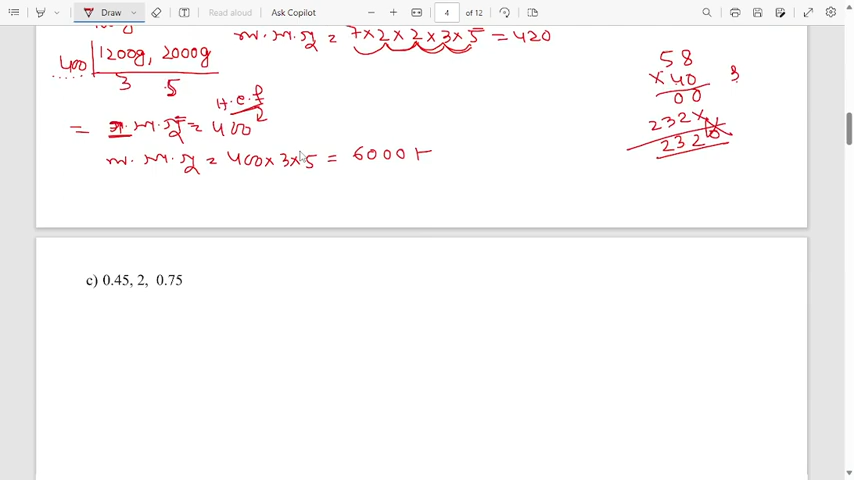 Draw
Read aloud
Ask Copilot
4 of 12
= 7×2×2×3×5 = 420
400 1200g, 2000g
3 5
H.c.f
= 400
= 400×3×5 = 6000
58
×40
00
232×
2320
c) 0.45, 2, 0.75